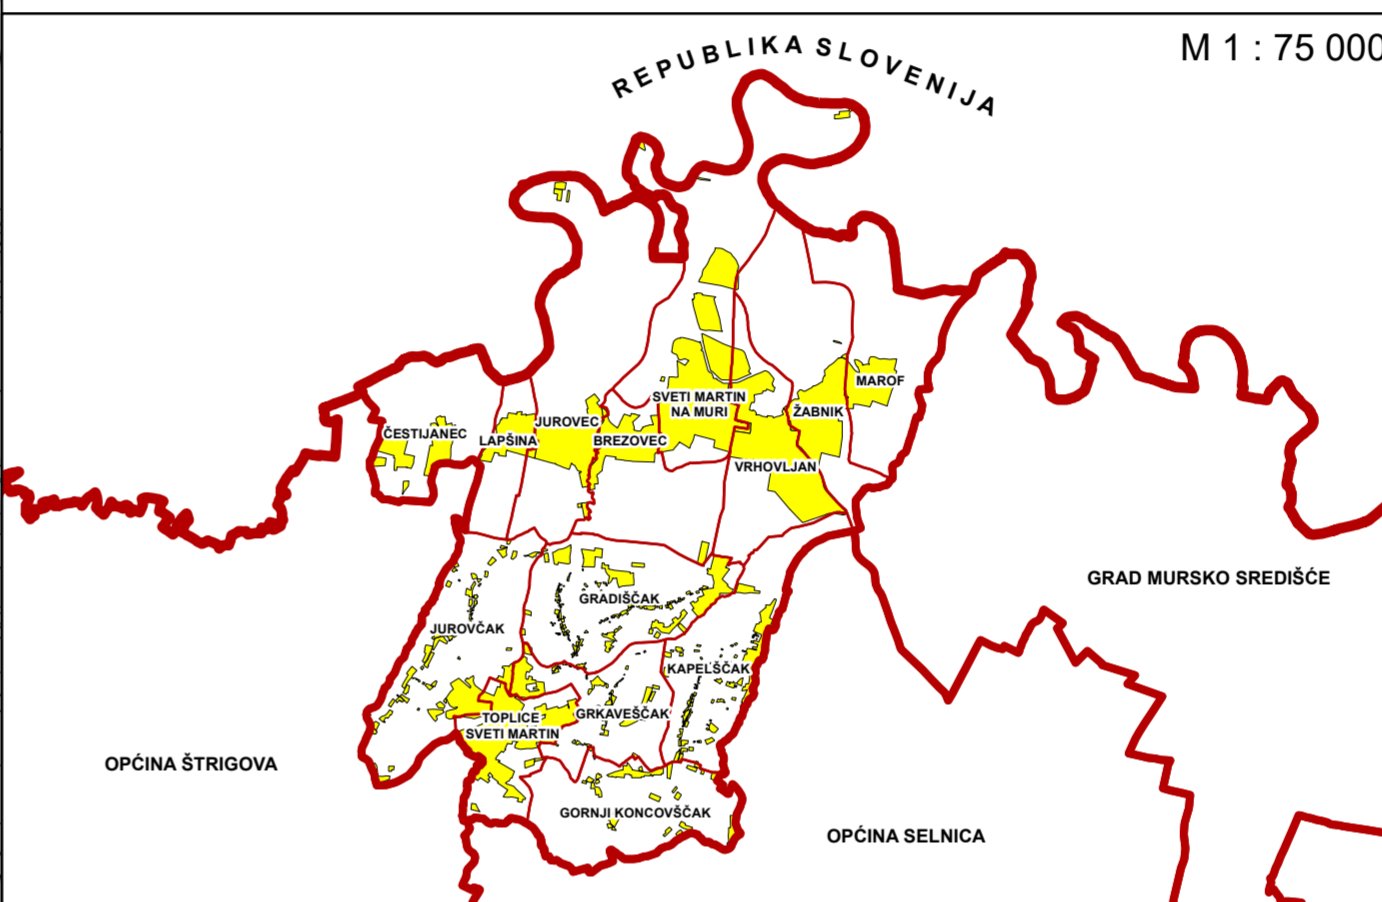 M 1 : 75 000
REPUBLIKA SLOVENIJA
MAROF
SVETI MARTIN
NA MURI
ŽABNIK
JUROVEC
ČESTIJANEC
LAPŠINA
BREZOVEC
VRHOVLJAN
GRAD MURSKO SREDIŠĆE
GRADIŠČAK
JUROVČAK
KAPELŠČAK
GRKAVEŠČAK
TOPLICE
SVETI MARTIN
OPĆINA ŠTRIGOVA
GORNJI KONCOVŠČAK
OPĆINA SELNICA